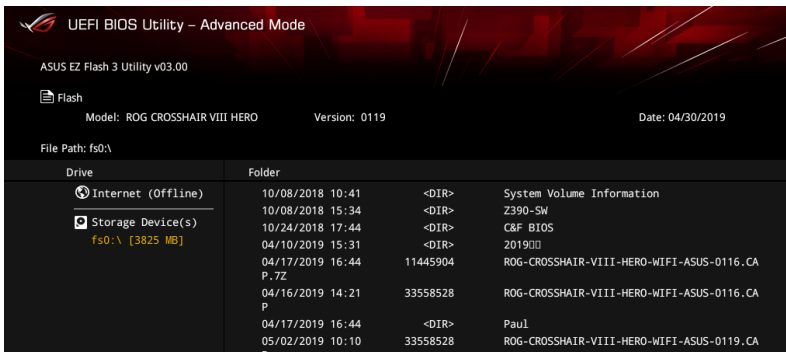 UEFI BIOS Utility – Advanced Mode
ASUS EZ Flash 3 Utility v03.00
Flash
Model: ROG CROSSHAIR VIII HERO Version: 0119 Date: 04/30/2019
File Path: fs0:\
Drive Folder
Internet (Offline) 10/08/2018 10:41 <DIR> System Volume Information
10/08/2018 15:34 <DIR> Z390-SW
Storage Device(s) 10/24/2018 17:44 <DIR> C&F BIOS
fs0:\ [3825 MB] 04/10/2019 15:31 <DIR> 2019▯▯
04/17/2019 16:44 11445904 ROG-CROSSHAIR-VIII-HERO-WIFI-ASUS-0116.CA
P.7Z
04/16/2019 14:21 33558528 ROG-CROSSHAIR-VIII-HERO-WIFI-ASUS-0116.CA
P
04/17/2019 16:44 <DIR> Paul
05/02/2019 10:10 33558528 ROG-CROSSHAIR-VIII-HERO-WIFI-ASUS-0119.CA